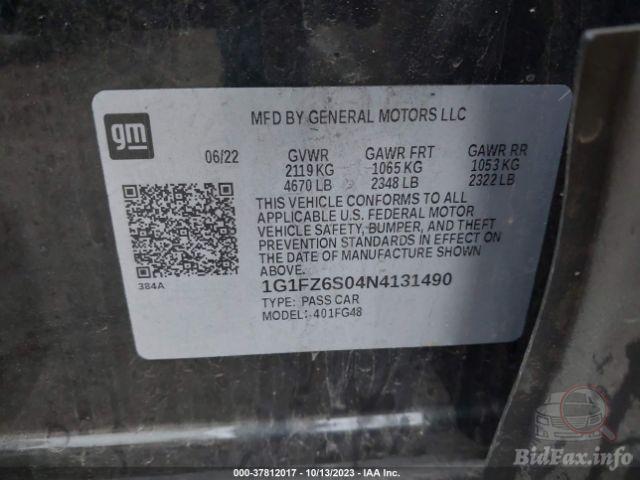 gm
MFD BY GENERAL MOTORS LLC
06/22 GVWR GAWR FRT GAWR RR
2119 KG 1065 KG 1053 KG
4670 LB 2348 LB 2322 LB
THIS VEHICLE CONFORMS TO ALL
APPLICABLE U.S. FEDERAL MOTOR
VEHICLE SAFETY, BUMPER, AND THEFT
PREVENTION STANDARDS IN EFFECT ON
THE DATE OF MANUFACTURE SHOWN
ABOVE.
384A
1G1FZ6S04N4131490
TYPE: PASS CAR
MODEL: 401FG48
000-37812017 - 10/13/2023 - IAA Inc.
BidFax.info